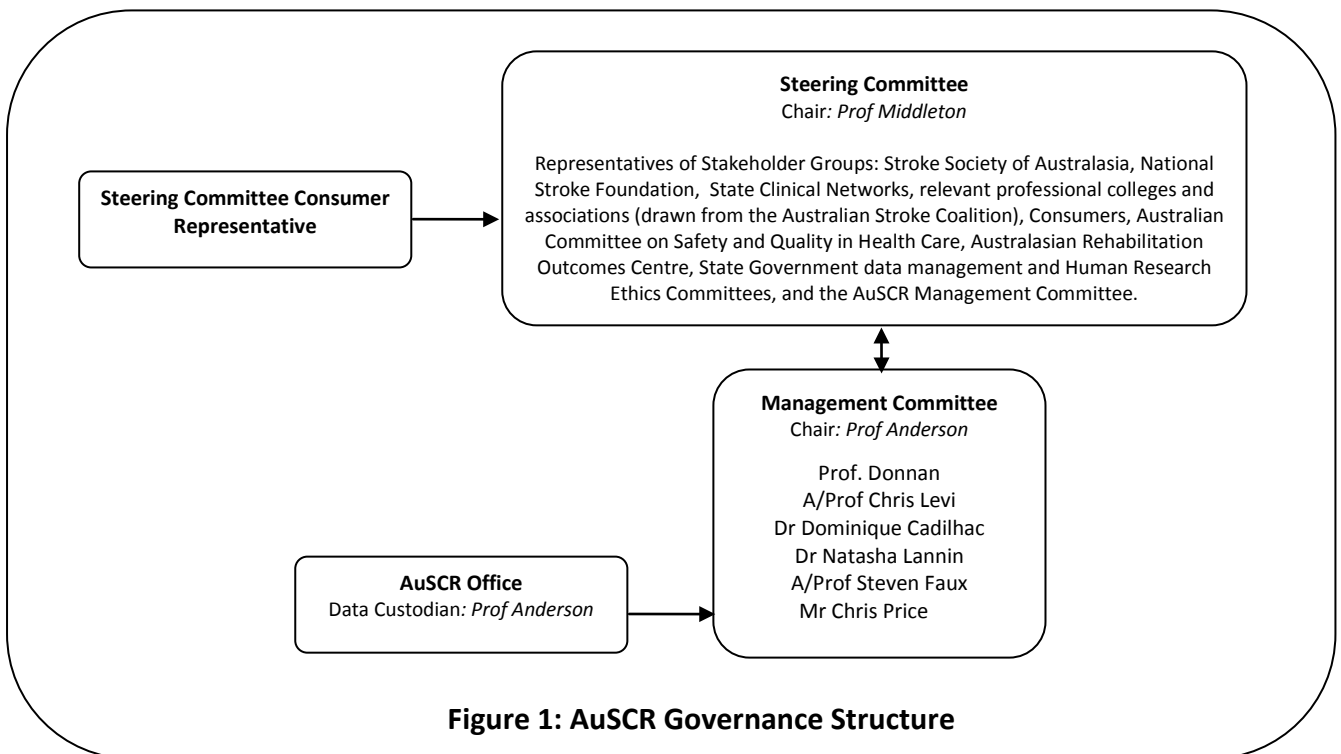 Steering Committee
Chair: Prof Middleton
Representatives of Stakeholder Groups: Stroke Society of Australasia, National
Stroke Foundation, State Clinical Networks, relevant professional colleges and
associations (drawn from the Australian Stroke Coalition), Consumers, Australian
Committee on Safety and Quality in Health Care, Australasian Rehabilitation
Outcomes Centre, State Government data management and Human Research
Ethics Committees, and the AuSCR Management Committee.
Steering Committee Consumer
Representative
Management Committee
Chair: Prof Anderson
Prof. Donnan
A/Prof Chris Levi
Dr Dominique Cadilhac
Dr Natasha Lannin
A/Prof Steven Faux
Mr Chris Price
AuSCR Office
Data Custodian: Prof Anderson
Figure 1: AuSCR Governance Structure